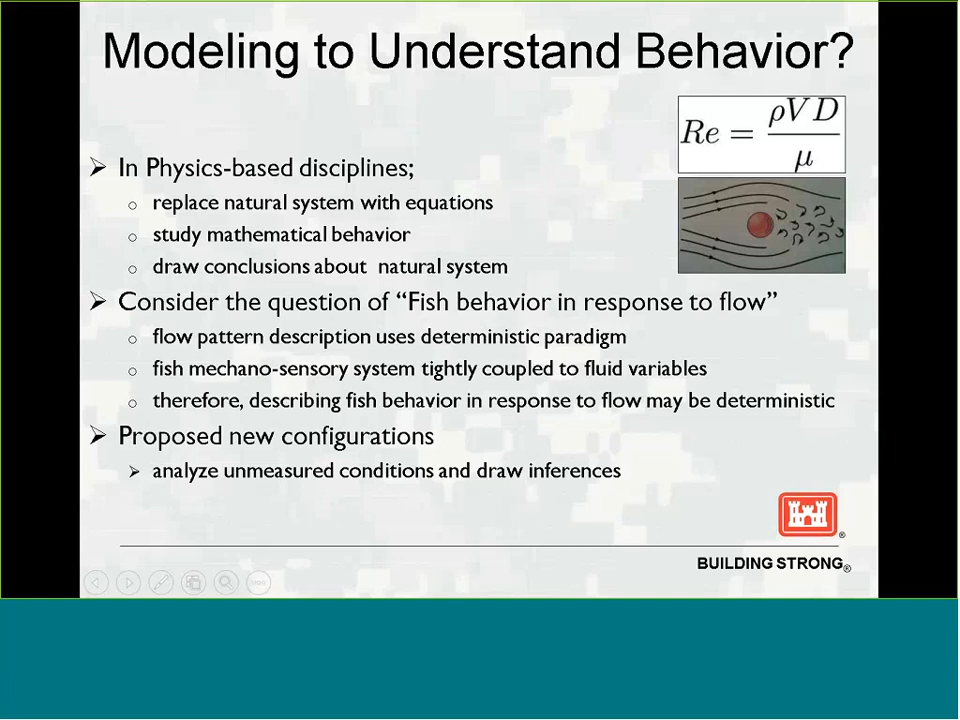 Modeling to Understand Behavior?
Re = ρVD / μ
➢ In Physics-based disciplines;
o replace natural system with equations
o study mathematical behavior
o draw conclusions about natural system
➢ Consider the question of “Fish behavior in response to flow”
o flow pattern description uses deterministic paradigm
o fish mechano-sensory system tightly coupled to fluid variables
o therefore, describing fish behavior in response to flow may be deterministic
➢ Proposed new configurations
➢ analyze unmeasured conditions and draw inferences
®
BUILDING STRONG®